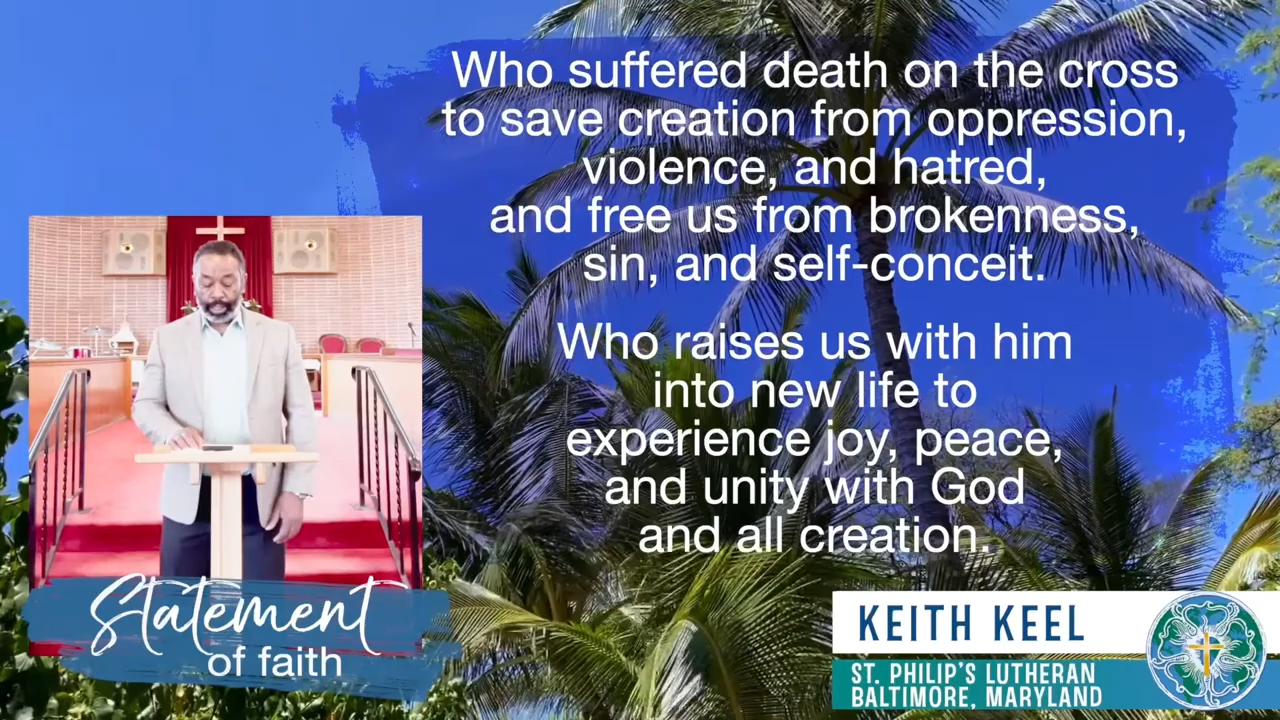 Who suffered death on the cross
to save creation from oppression,
violence, and hatred,
and free us from brokenness,
sin, and self-conceit.
Who raises us with him
into new life to
experience joy, peace,
and unity with God
and all creation.
Statement
of faith
KEITH KEEL
ST. PHILIP'S LUTHERAN
BALTIMORE, MARYLAND